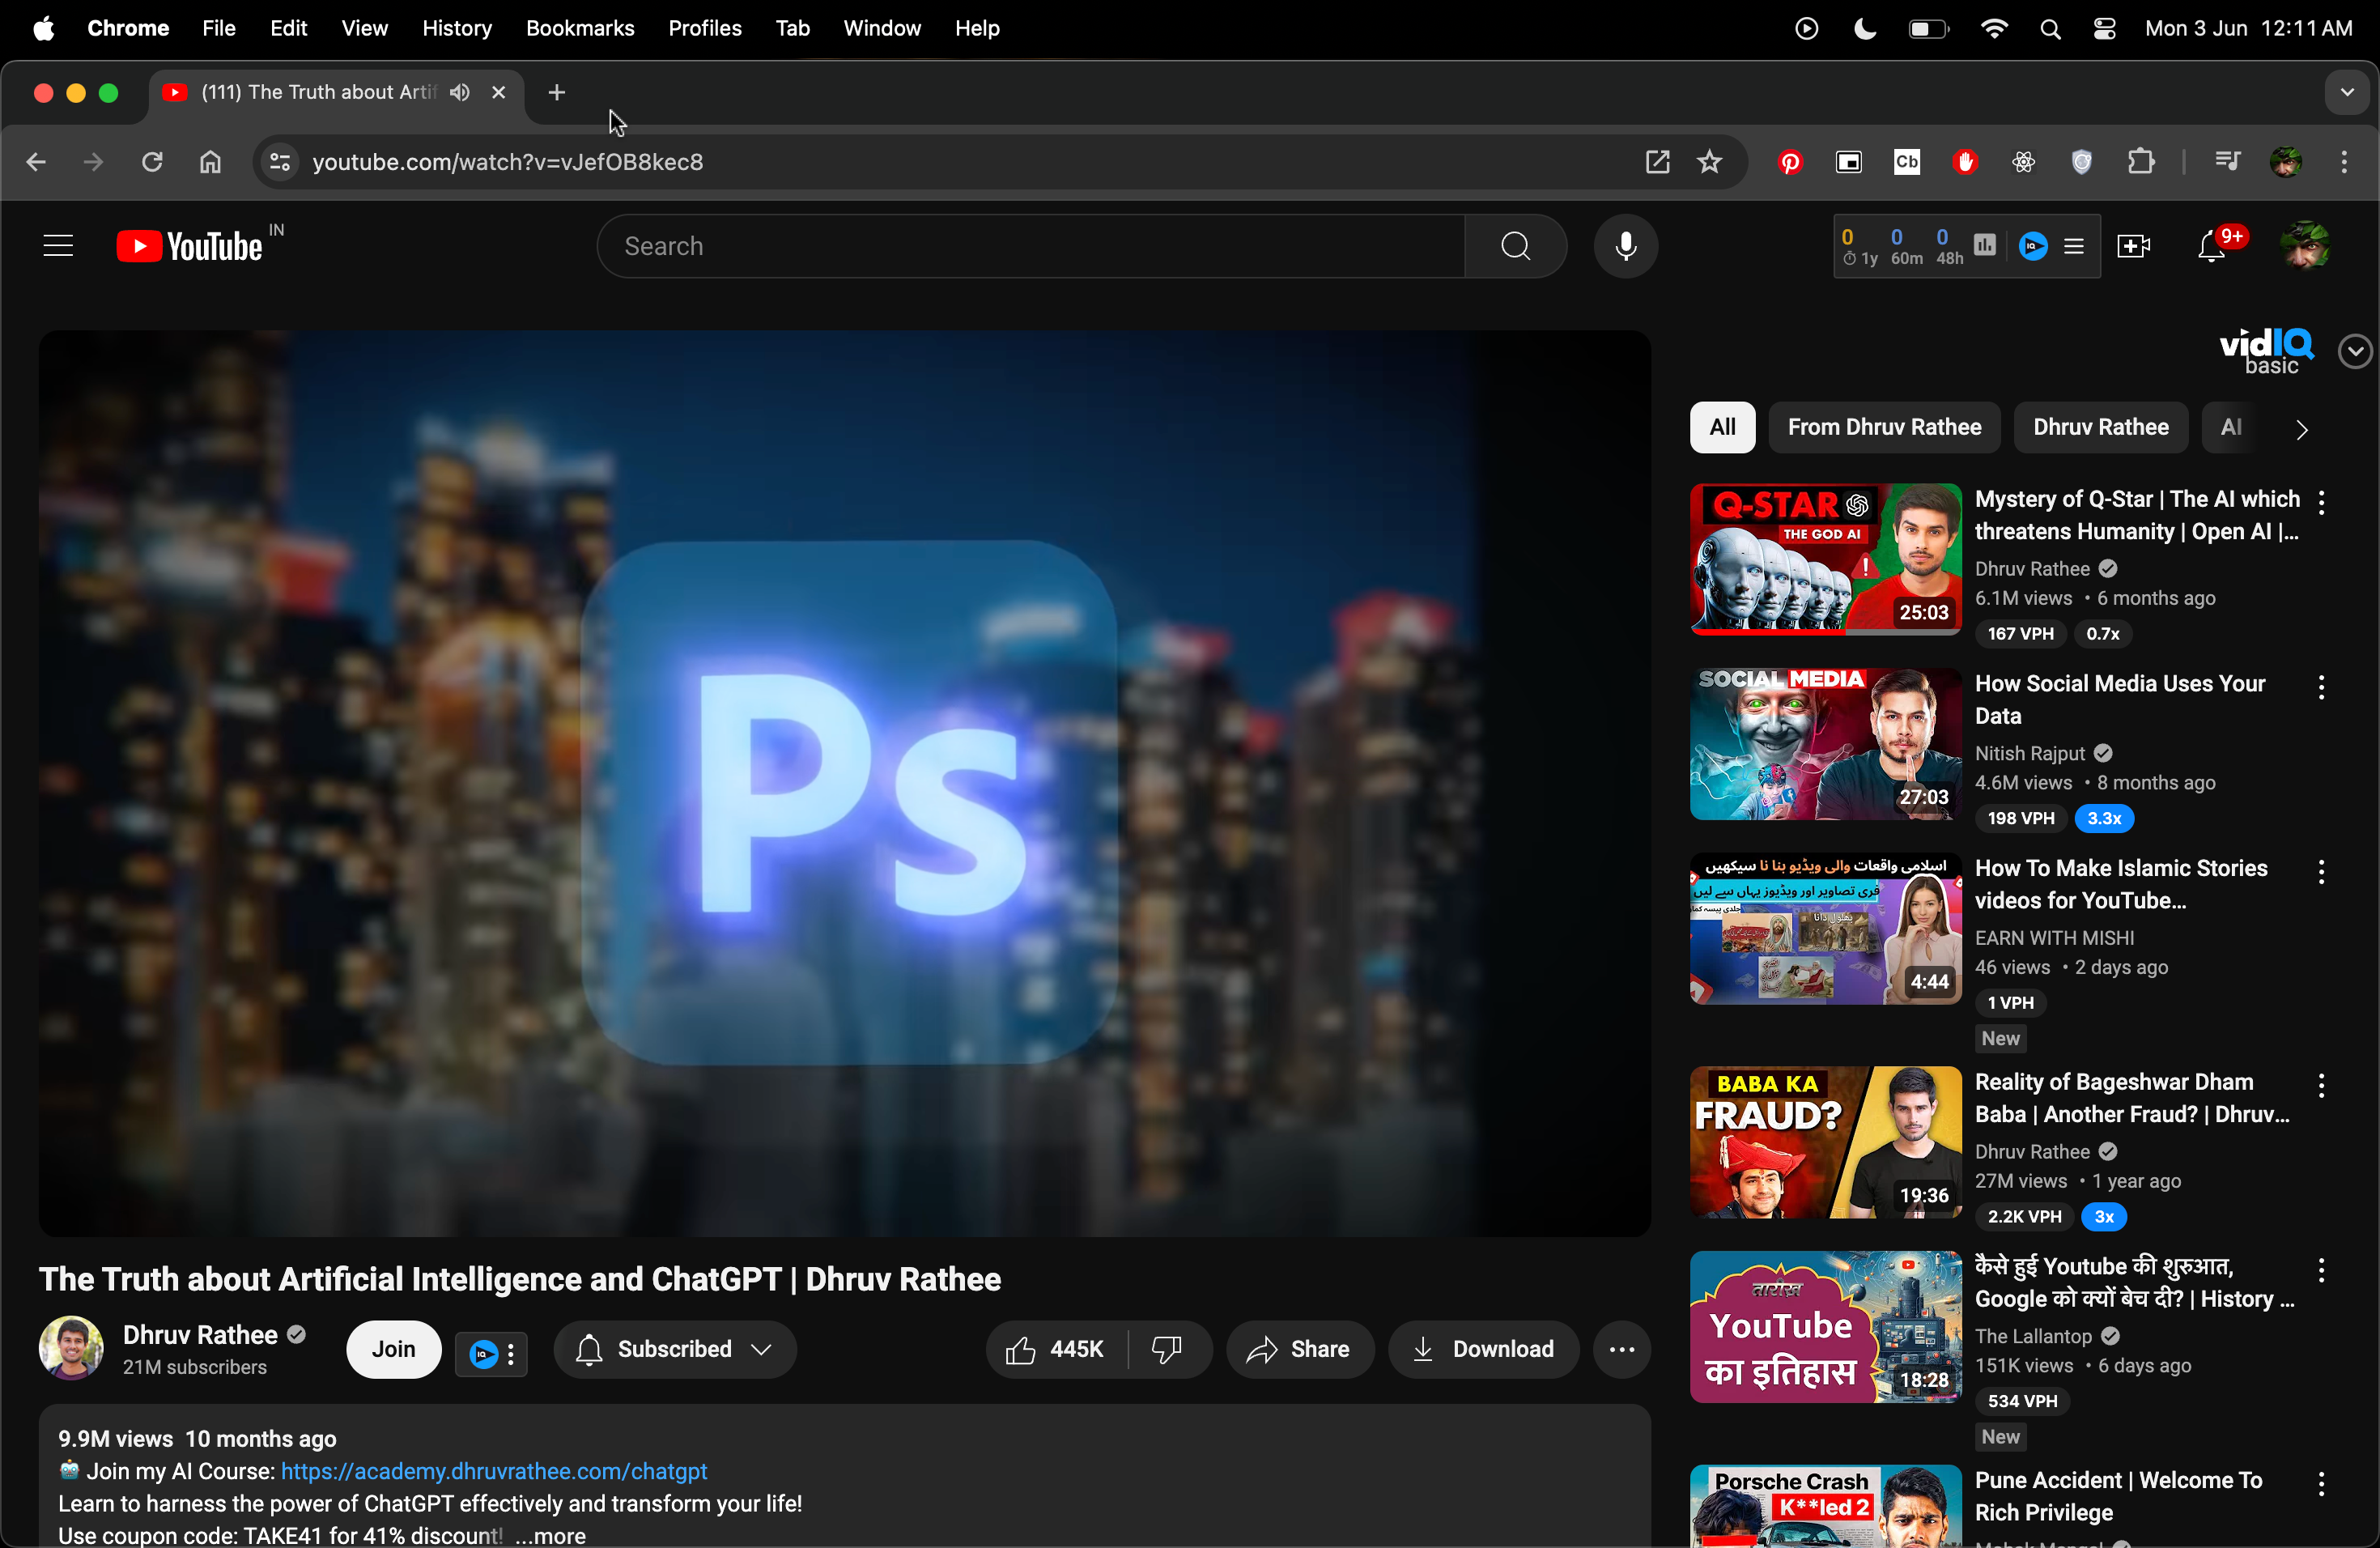 Chrome File Edit View History Bookmarks Profiles Tab Window Help Mon 3 Jun 12:11 AM
(111) The Truth about Artif
youtube.com/watch?v=vJefOB8kec8
Cb
YouTube IN
Search
0 0 0
1y 60m 48h
IQ
9+
vidIQ
basic
All From Dhruv Rathee Dhruv Rathee AI
Ps
Q-STAR
THE GOD AI
25:03
Mystery of Q-Star | The AI which
threatens Humanity | Open AI |...
Dhruv Rathee
6.1M views • 6 months ago
167 VPH 0.7x
SOCIAL MEDIA
27:03
How Social Media Uses Your
Data
Nitish Rajput
4.6M views • 8 months ago
198 VPH 3.3x
اسلامی واقعات والی ویڈیو بنا نا سیکھیں
فری تصاویر اور ویڈیوز یہاں سے لیں
4:44
How To Make Islamic Stories
videos for YouTube...
EARN WITH MISHI
46 views • 2 days ago
1 VPH
New
BABA KA
FRAUD?
19:36
Reality of Bageshwar Dham
Baba | Another Fraud? | Dhruv...
Dhruv Rathee
27M views • 1 year ago
2.2K VPH 3x
तारीख़
YouTube
का इतिहास
18:28
कैसे हुई Youtube की शुरुआत,
Google को क्यों बेच दी? | History ...
The Lallantop
151K views • 6 days ago
534 VPH
New
Porsche Crash
K**led 2
Pune Accident | Welcome To
Rich Privilege
The Truth about Artificial Intelligence and ChatGPT | Dhruv Rathee
Dhruv Rathee
21M subscribers
Join IQ Subscribed 445K Share Download
9.9M views 10 months ago
Join my AI Course: https://academy.dhruvrathee.com/chatgpt
Learn to harness the power of ChatGPT effectively and transform your life!
Use coupon code: TAKE41 for 41% discount! ...more